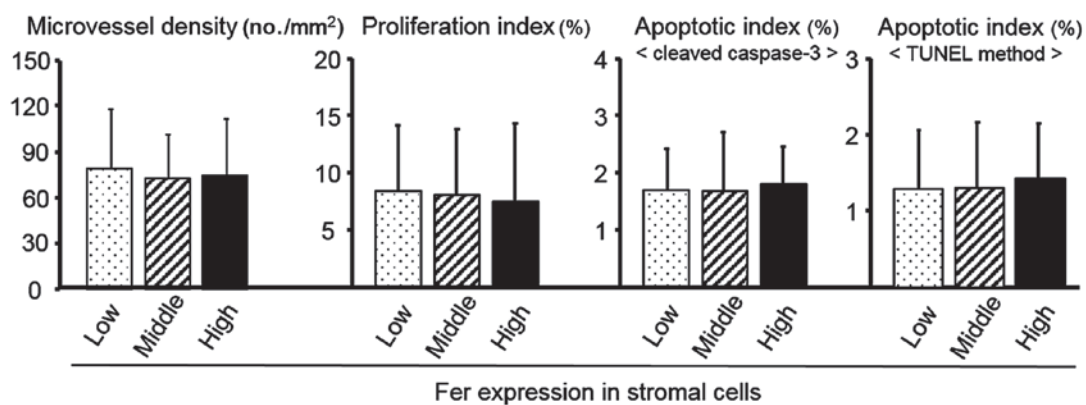 Microvessel density (no./mm²)
150
120
90
60
30
0
Low
Middle
High
Proliferation index (%)
20
15
10
5
Low
Middle
High
Apoptotic index (%)
< cleaved caspase-3 >
4
3
2
1
Low
Middle
High
Apoptotic index (%)
< TUNEL method >
3
2
1
Low
Middle
High
Fer expression in stromal cells